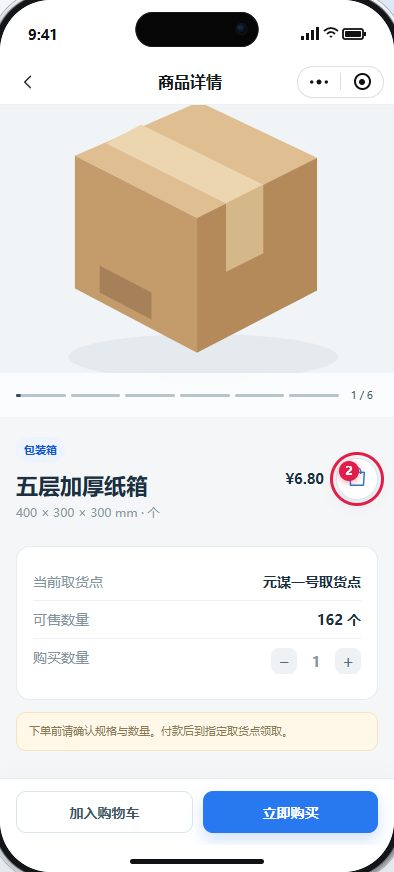 9:41
商品详情
1 / 6
包装箱
五层加厚纸箱
¥6.80
2
400 × 300 × 300 mm · 个
当前取货点 元谋一号取货点
可售数量 162 个
购买数量 − 1 +
下单前请确认规格与数量。付款后到指定取货点领取。
加入购物车 立即购买